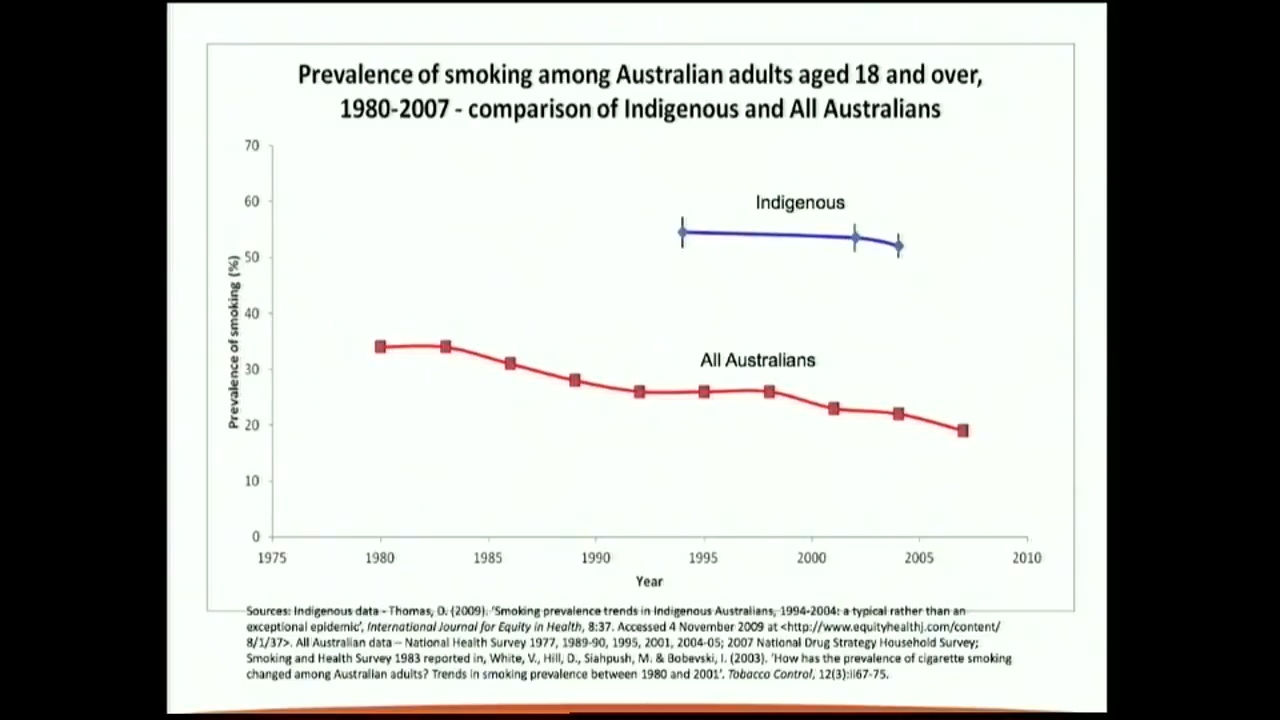 Prevalence of smoking among Australian adults aged 18 and over,
1980-2007 - comparison of Indigenous and All Australians
70
60
50
40
30
20
10
0
Prevalence of smoking (%)
Indigenous
All Australians
1975 1980 1985 1990 1995 2000 2005 2010
Year
Sources: Indigenous data - Thomas, D. (2009). 'Smoking prevalence trends in Indigenous Australians, 1994-2004: a typical rather than an
exceptional epidemic', International Journal for Equity in Health, 8:37. Accessed 4 November 2009 at <http://www.equityhealthj.com/content/
8/1/37>. All Australian data – National Health Survey 1977, 1989-90, 1995, 2001, 2004-05; 2007 National Drug Strategy Household Survey;
Smoking and Health Survey 1983 reported in, White, V., Hill, D., Siahpush, M. & Bobevski, I. (2003). 'How has the prevalence of cigarette smoking
changed among Australian adults? Trends in smoking prevalence between 1980 and 2001'. Tobacco Control, 12(3):ii67-75.